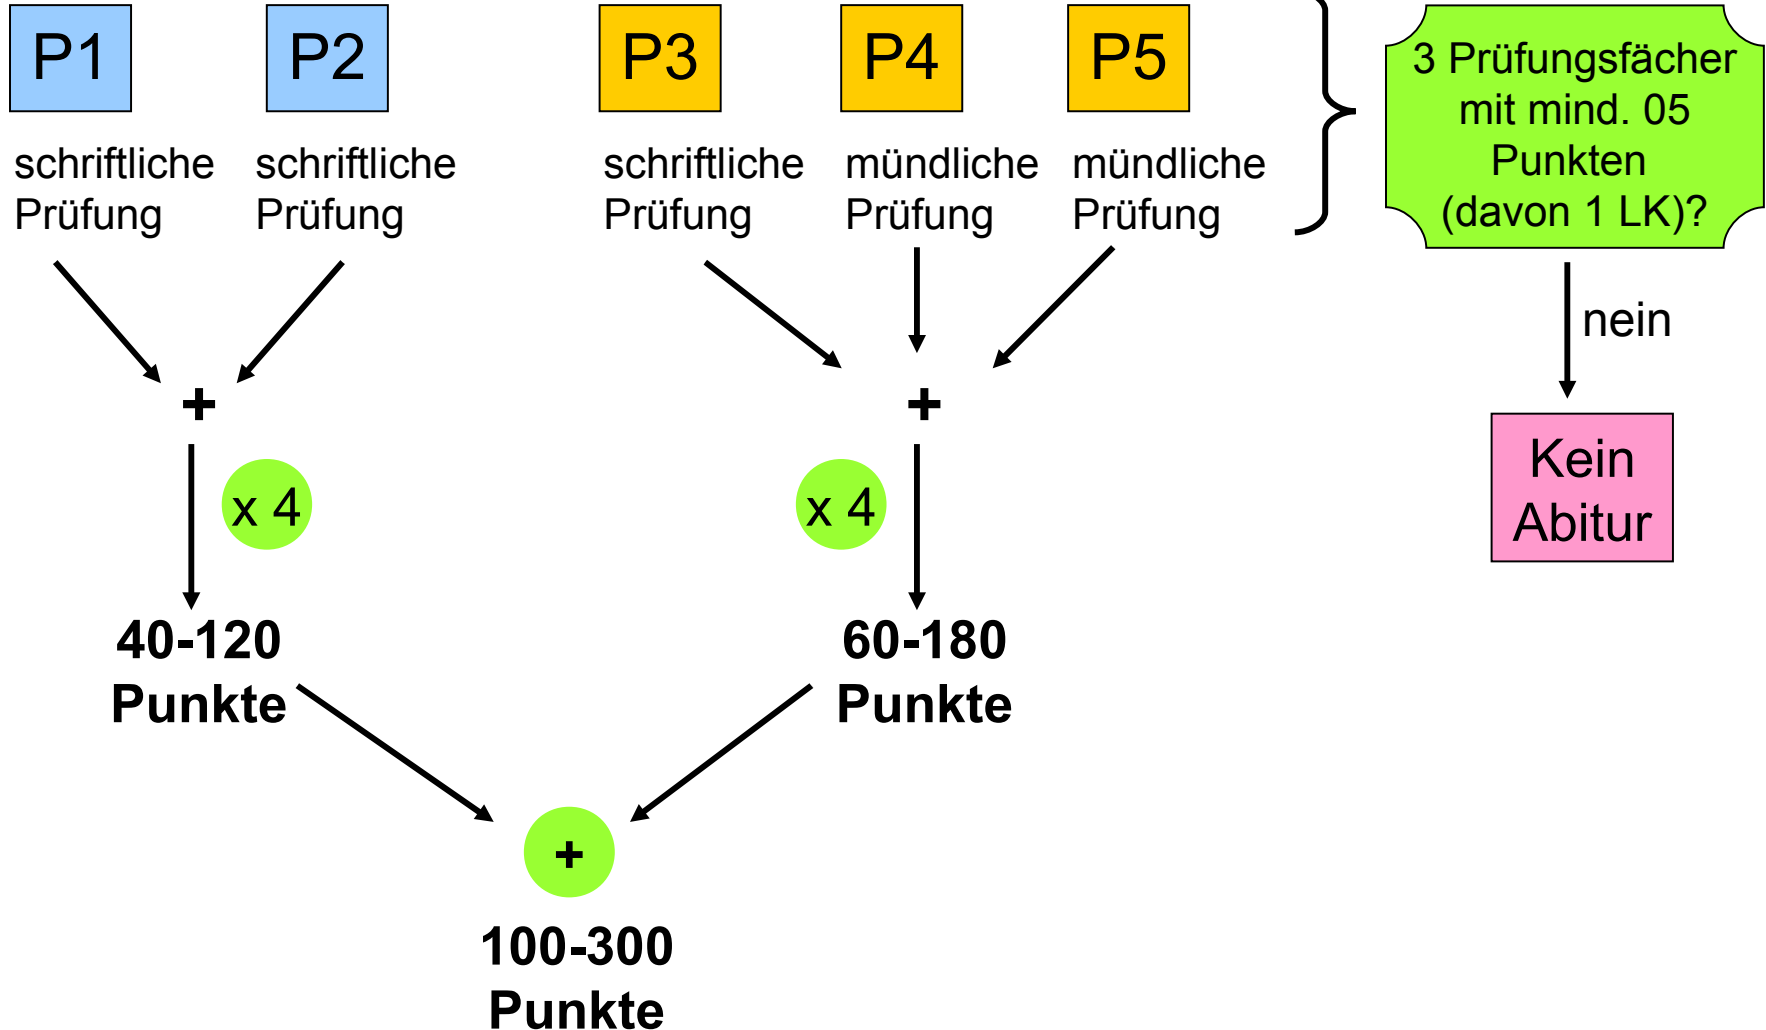 P1
P2
P3
P4
P5
schriftliche
Prüfung
schriftliche
Prüfung
schriftliche
Prüfung
mündliche
Prüfung
mündliche
Prüfung
3 Prüfungsfächer
mit mind. 05
Punkten
(davon 1 LK)?
nein
Kein
Abitur
+
+
x 4
x 4
40-120
Punkte
60-180
Punkte
+
100-300
Punkte